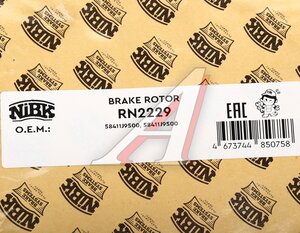 NiBK
BRAKE ROTOR
RN2229
O.E.M.:
58411J9500, 58411J9500
EAC
4 673744 850758